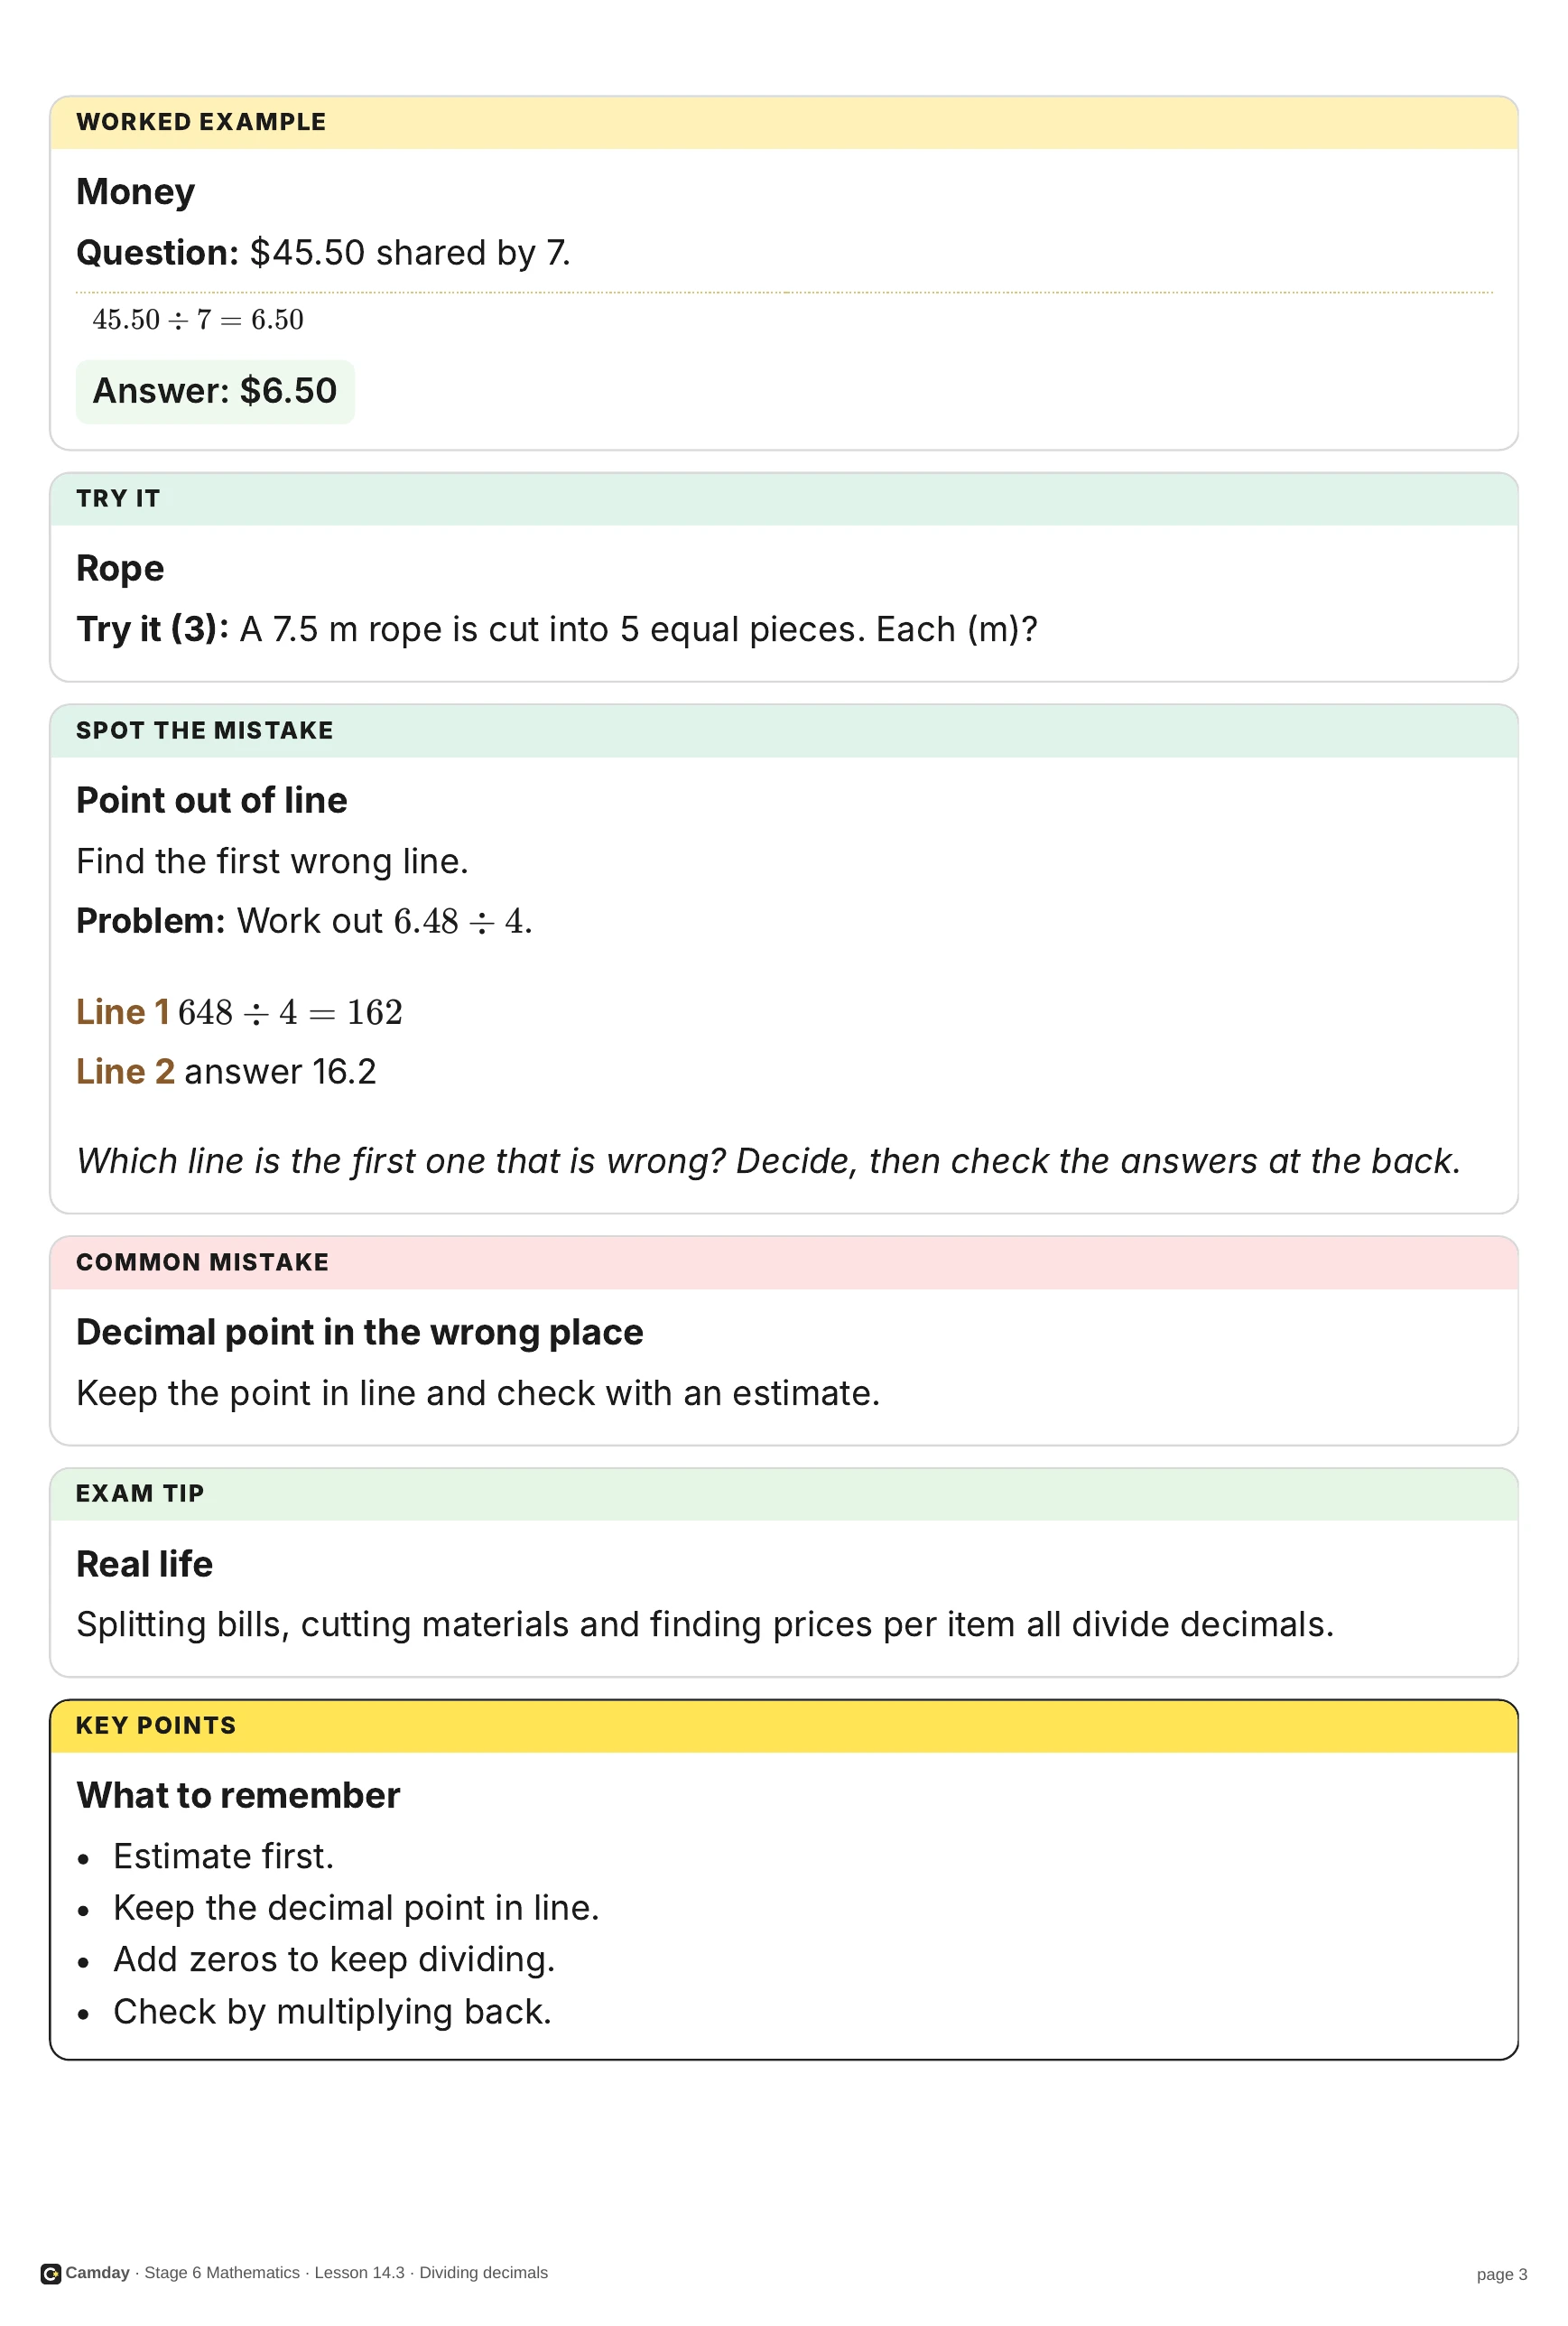 WORKED EXAMPLE
Money
Question: $45.50 shared by 7.
45.50 ÷ 7 = 6.50
Answer: $6.50
TRY IT
Rope
Try it (3): A 7.5 m rope is cut into 5 equal pieces. Each (m)?
SPOT THE MISTAKE
Point out of line
Find the first wrong line.
Problem: Work out 6.48 ÷ 4.
Line 1 648 ÷ 4 = 162
Line 2 answer 16.2
Which line is the first one that is wrong? Decide, then check the answers at the back.
COMMON MISTAKE
Decimal point in the wrong place
Keep the point in line and check with an estimate.
EXAM TIP
Real life
Splitting bills, cutting materials and finding prices per item all divide decimals.
KEY POINTS
What to remember
• Estimate first.
• Keep the decimal point in line.
• Add zeros to keep dividing.
• Check by multiplying back.
Camday · Stage 6 Mathematics · Lesson 14.3 · Dividing decimals
page 3